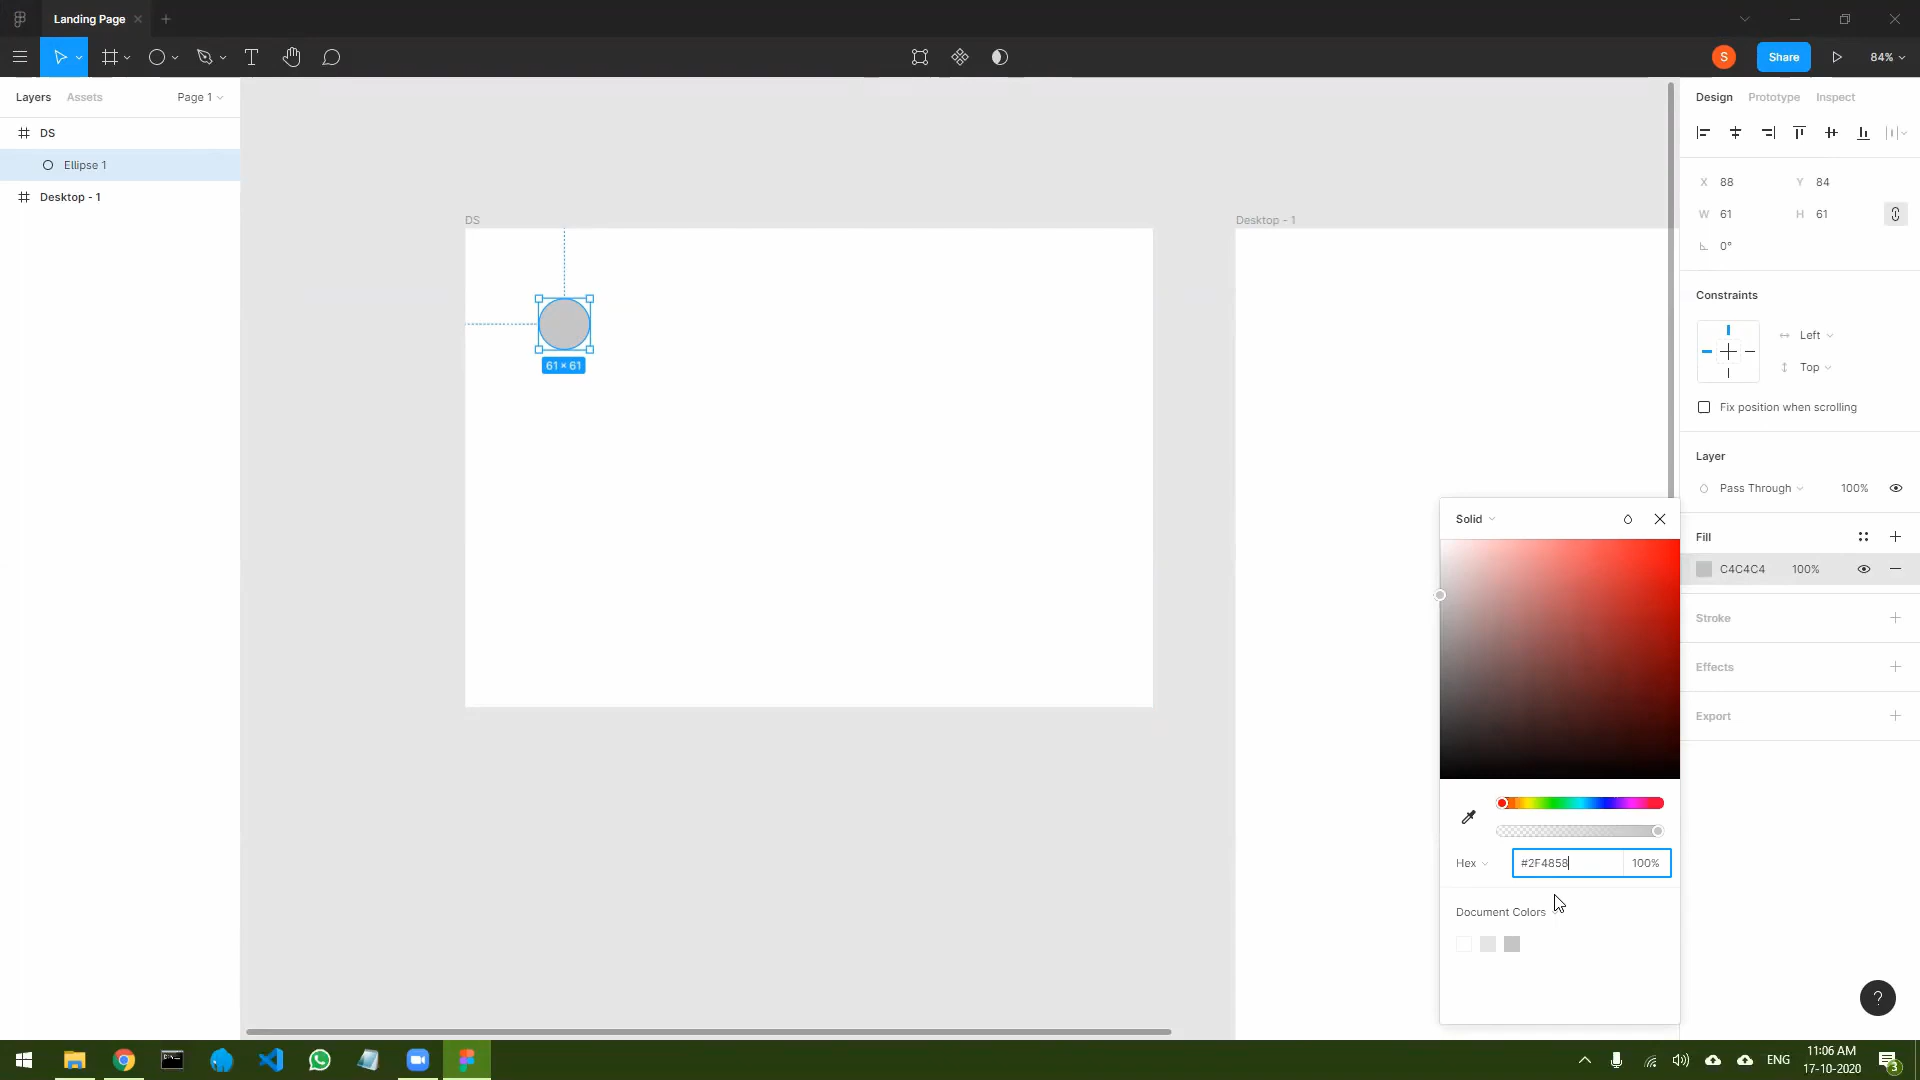 Landing Page
S
Share
84%
Layers
Assets
Page 1
DS
Ellipse 1
Desktop - 1
DS
61 × 61
Desktop - 1
Design
Prototype
Inspect
X 88
Y 84
W 61
H 61
0°
Constraints
Left
Top
Fix position when scrolling
Layer
Pass Through
100%
Fill
C4C4C4
100%
Stroke
Effects
Export
Solid
Hex
#2F4858
100%
Document Colors
?
ENG
11:06 AM
17-10-2020
3